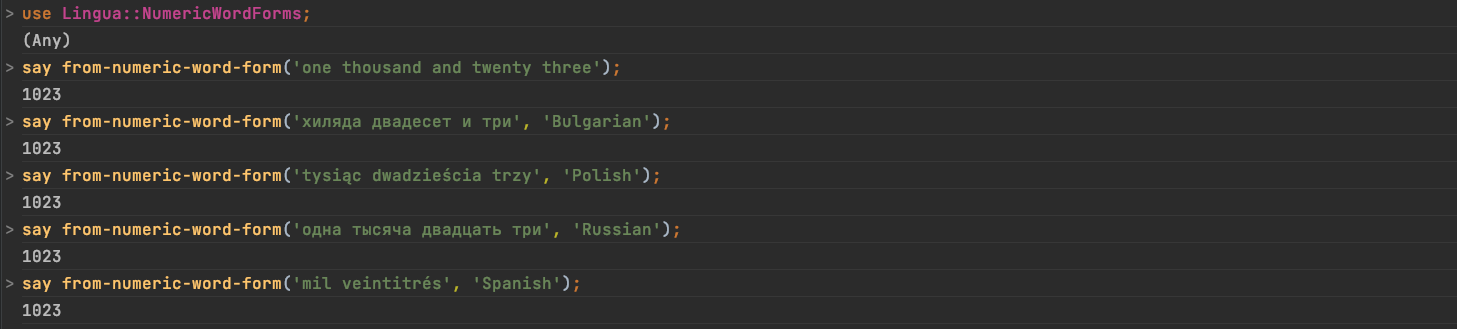 > use Lingua::NumericWordForms;
(Any)
> say from-numeric-word-form('one thousand and twenty three');
1023
> say from-numeric-word-form('хиляда двадесет и три', 'Bulgarian');
1023
> say from-numeric-word-form('tysiąc dwadzieścia trzy', 'Polish');
1023
> say from-numeric-word-form('одна тысяча двадцать три', 'Russian');
1023
> say from-numeric-word-form('mil veintitrés', 'Spanish');
1023